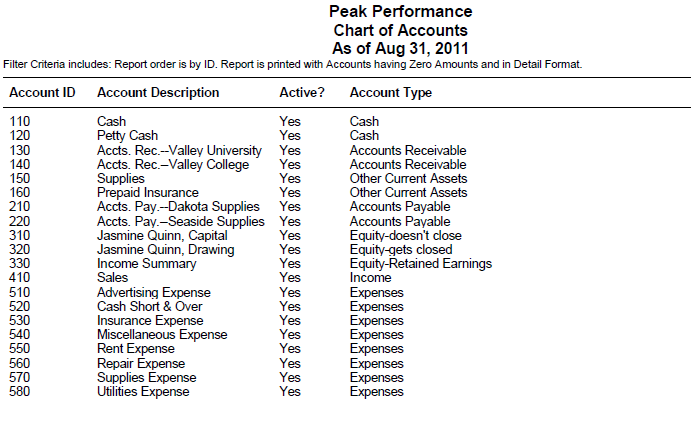 Peak Performance
Chart of Accounts
As of Aug 31, 2011
Filter Criteria includes: Report order is by ID. Report is printed with Accounts having Zero Amounts and in Detail Format.
Account ID Account Description Active? Account Type
110 Cash Yes Cash
120 Petty Cash Yes Cash
130 Accts. Rec.--Valley University Yes Accounts Receivable
140 Accts. Rec.--Valley College Yes Accounts Receivable
150 Supplies Yes Other Current Assets
160 Prepaid Insurance Yes Other Current Assets
210 Accts. Pay.--Dakota Supplies Yes Accounts Payable
220 Accts. Pay.--Seaside Supplies Yes Accounts Payable
310 Jasmine Quinn, Capital Yes Equity-doesn't close
320 Jasmine Quinn, Drawing Yes Equity-gets closed
330 Income Summary Yes Equity-Retained Earnings
410 Sales Yes Income
510 Advertising Expense Yes Expenses
520 Cash Short & Over Yes Expenses
530 Insurance Expense Yes Expenses
540 Miscellaneous Expense Yes Expenses
550 Rent Expense Yes Expenses
560 Repair Expense Yes Expenses
570 Supplies Expense Yes Expenses
580 Utilities Expense Yes Expenses